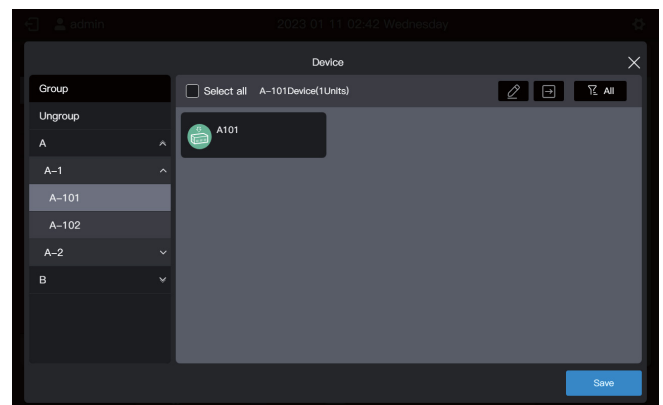 admin 2023 01 11 02:42 Wednesday
Device
Group
Select all A-101Device(1Units) All
Ungroup
A
A101
A-1
A-101
A-102
A-2
B
Save